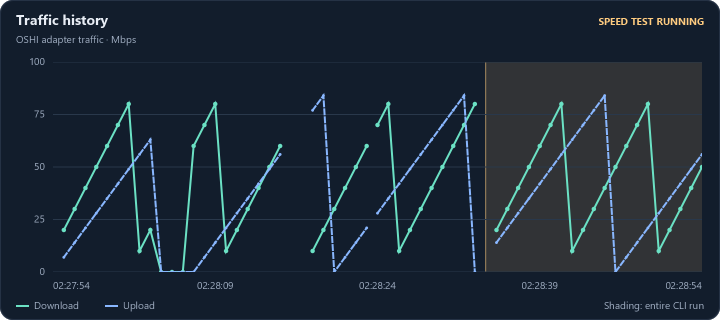 Traffic history
SPEED TEST RUNNING
OSHI adapter traffic · Mbps
100
75
50
25
0
02:27:54
02:28:09
02:28:24
02:28:39
02:28:54
Download
Upload
Shading: entire CLI run